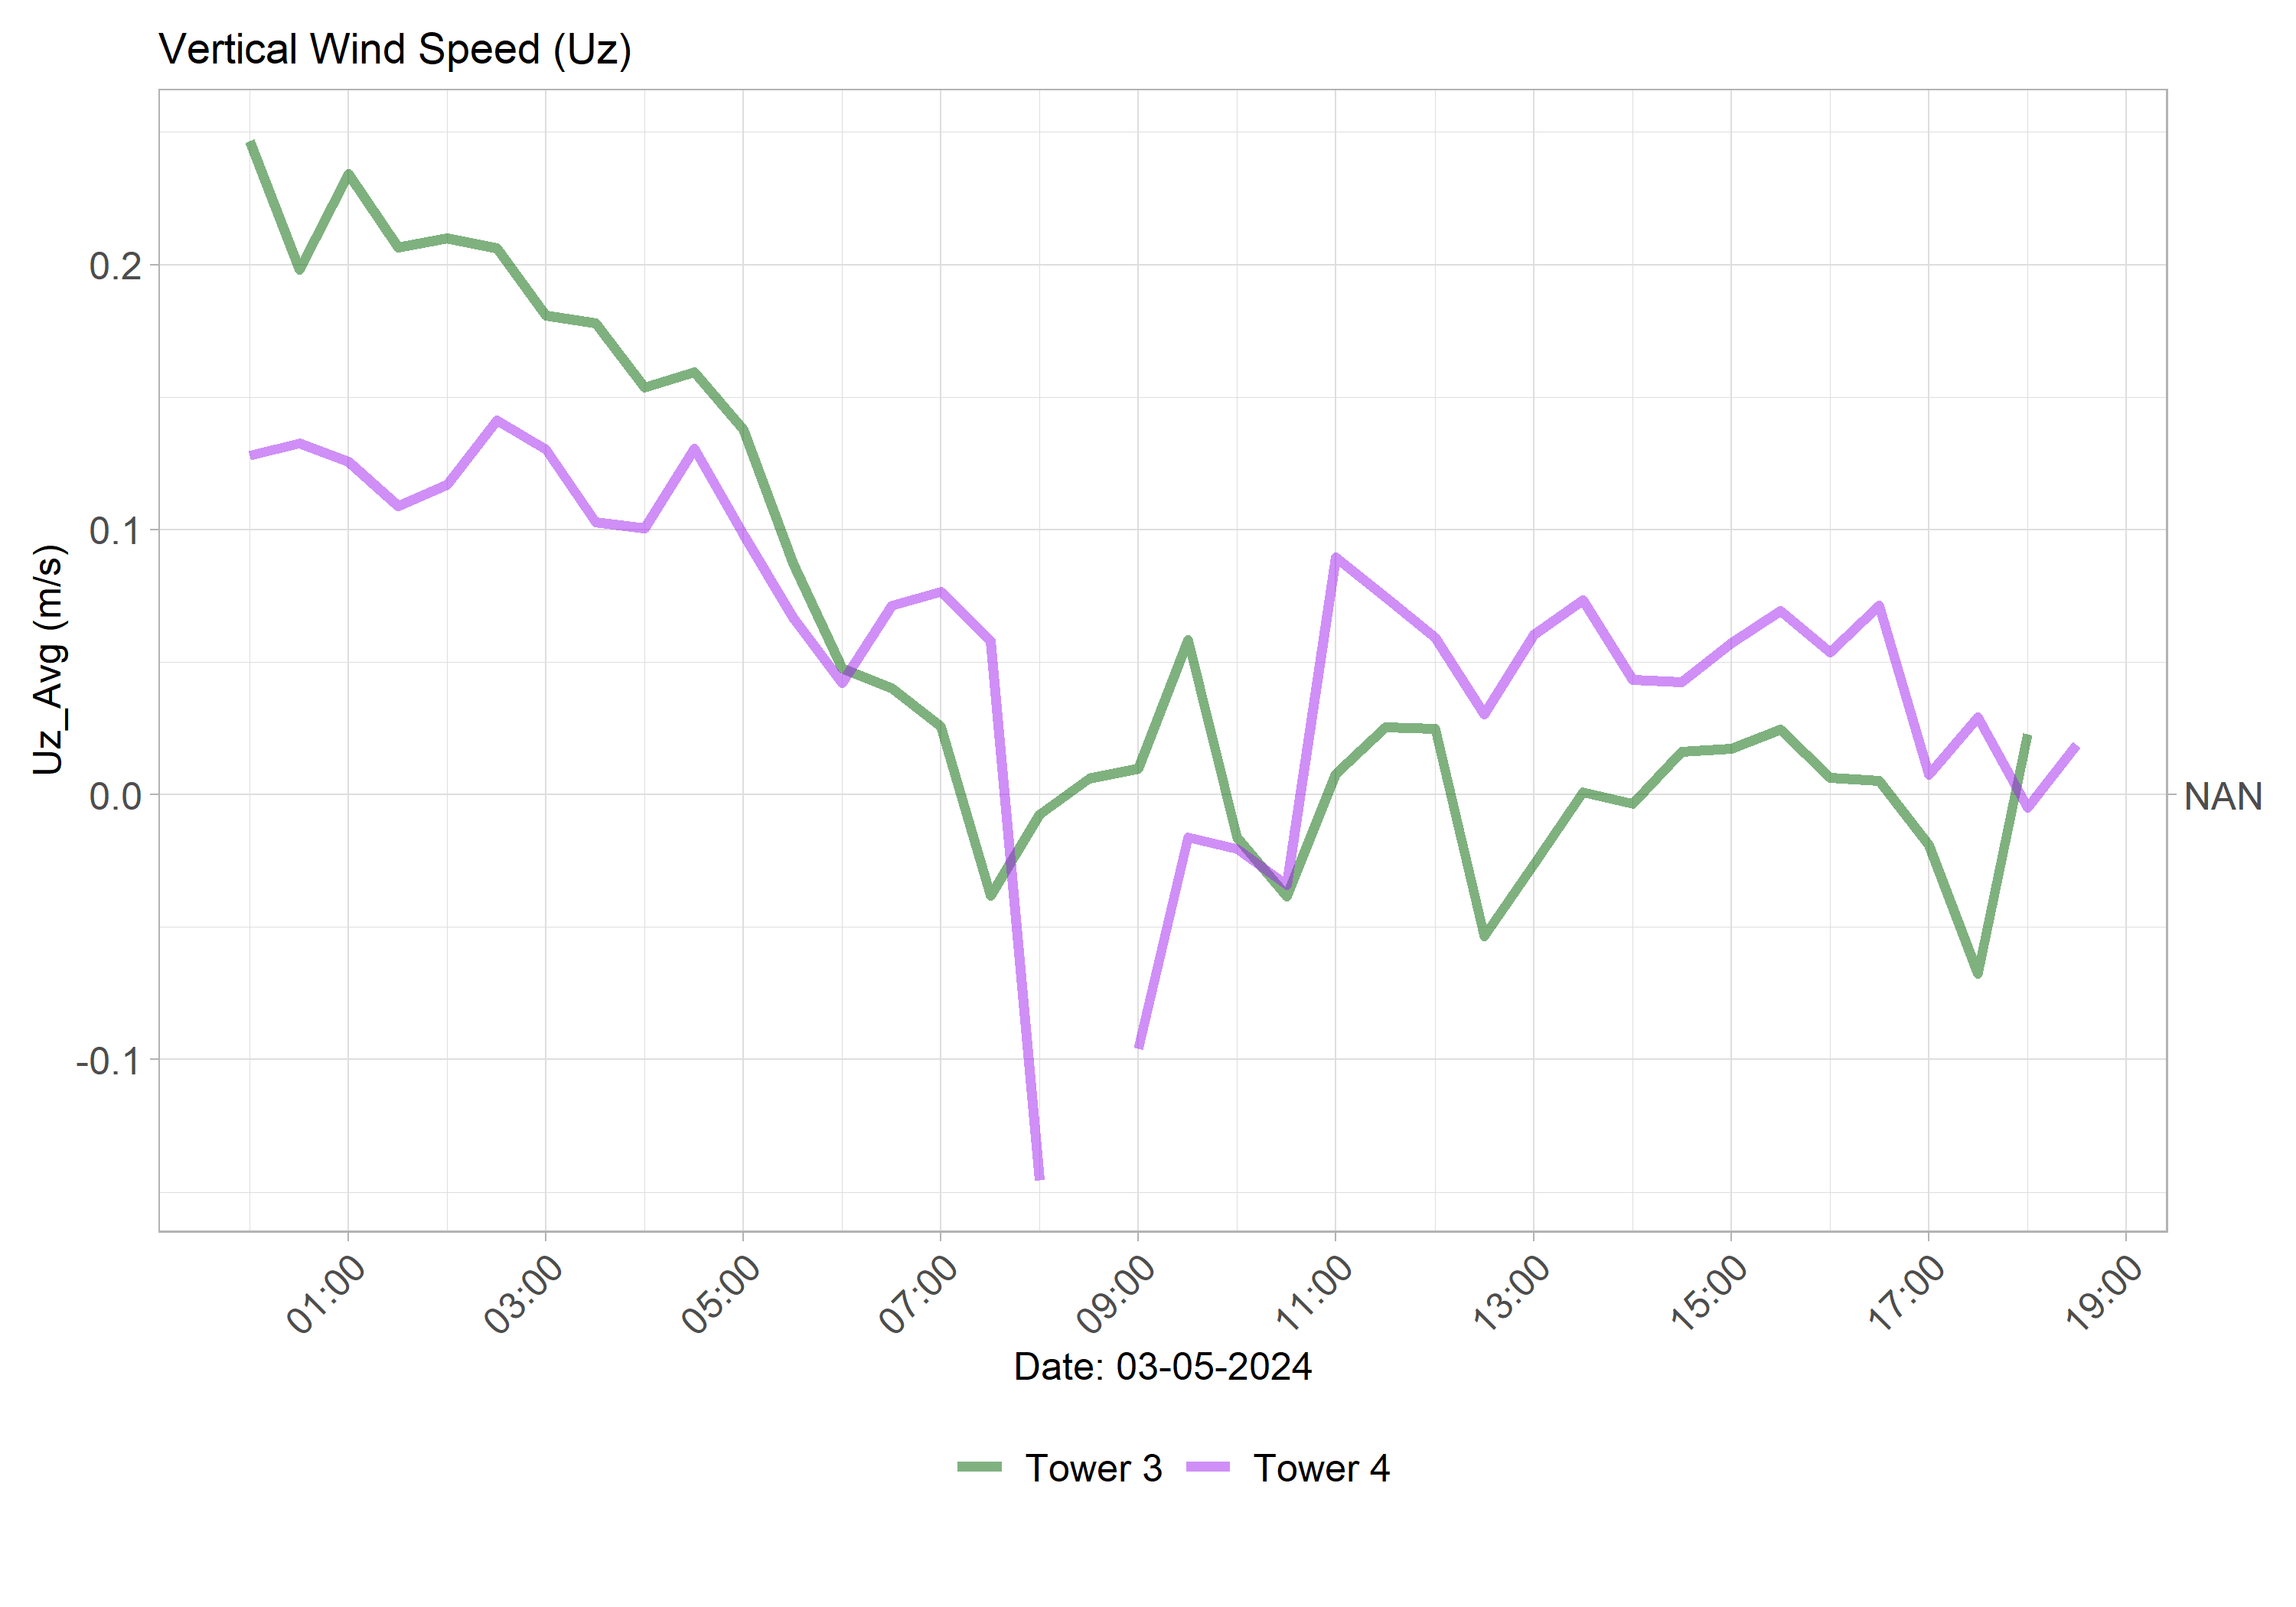 Vertical Wind Speed (Uz)
Uz_Avg (m/s)
0.2
0.1
0.0
-0.1
NAN
01:00
03:00
05:00
07:00
09:00
11:00
13:00
15:00
17:00
19:00
Date: 03-05-2024
Tower 3
Tower 4